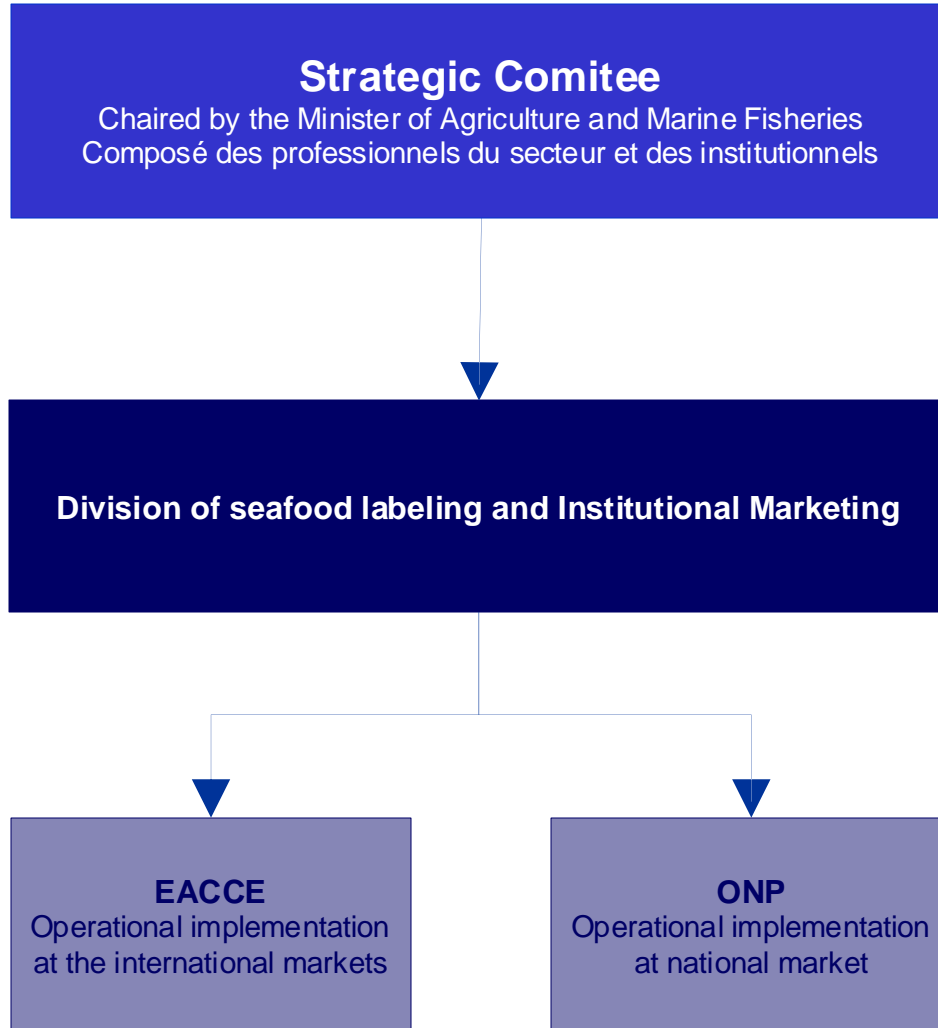 Strategic Comitee
Chaired by the Minister of Agriculture and Marine Fisheries
Composé des professionnels du secteur et des institutionnels
Division of seafood labeling and Institutional Marketing
EACCE
Operational implementation
at the international markets
ONP
Operational implementation
at national market